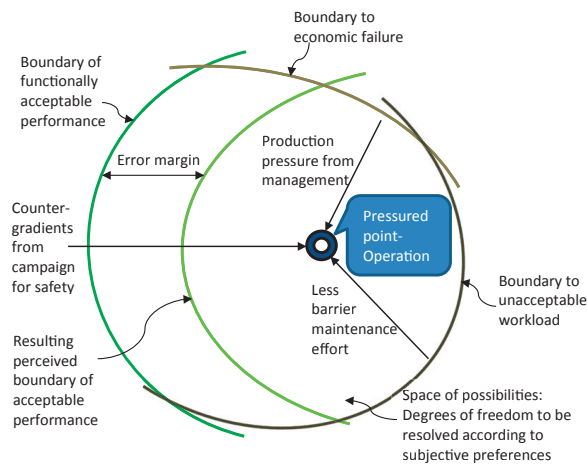 Boundary to
economic failure
Boundary of
functionally
acceptable
performance
Error margin
Production
pressure from
management
Counter-
gradients
from
campaign
for safety
Pressured
point-
Operation
Less
barrier
maintenance
effort
Boundary to
unacceptable
workload
Resulting
perceived
boundary of
acceptable
performance
Space of possibilities:
Degrees of freedom to be
resolved according to
subjective preferences